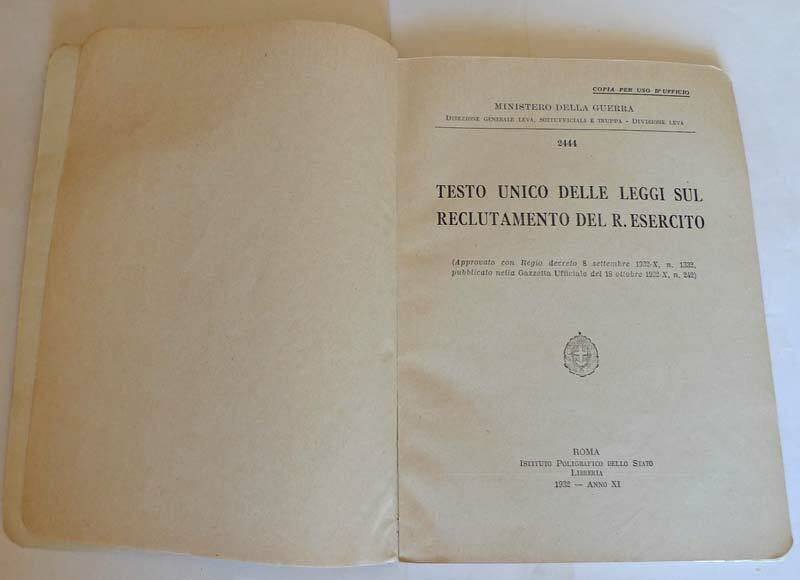 COPIA PER USO D'UFFICIO
MINISTERO DELLA GUERRA
DIREZIONE GENERALE LEVA, SOTTUFFICIALI E TRUPPA - DIVISIONE LEVA
2444
TESTO UNICO DELLE LEGGI SUL
RECLUTAMENTO DEL R. ESERCITO
(Approvato con Regio decreto 8 settembre 1932-X, n. 1332,
pubblicato nella Gazzetta Ufficiale del 18 ottobre 1932-X, n. 242)
ROMA
ISTITUTO POLIGRAFICO DELLO STATO
LIBRERIA
1932 — ANNO XI